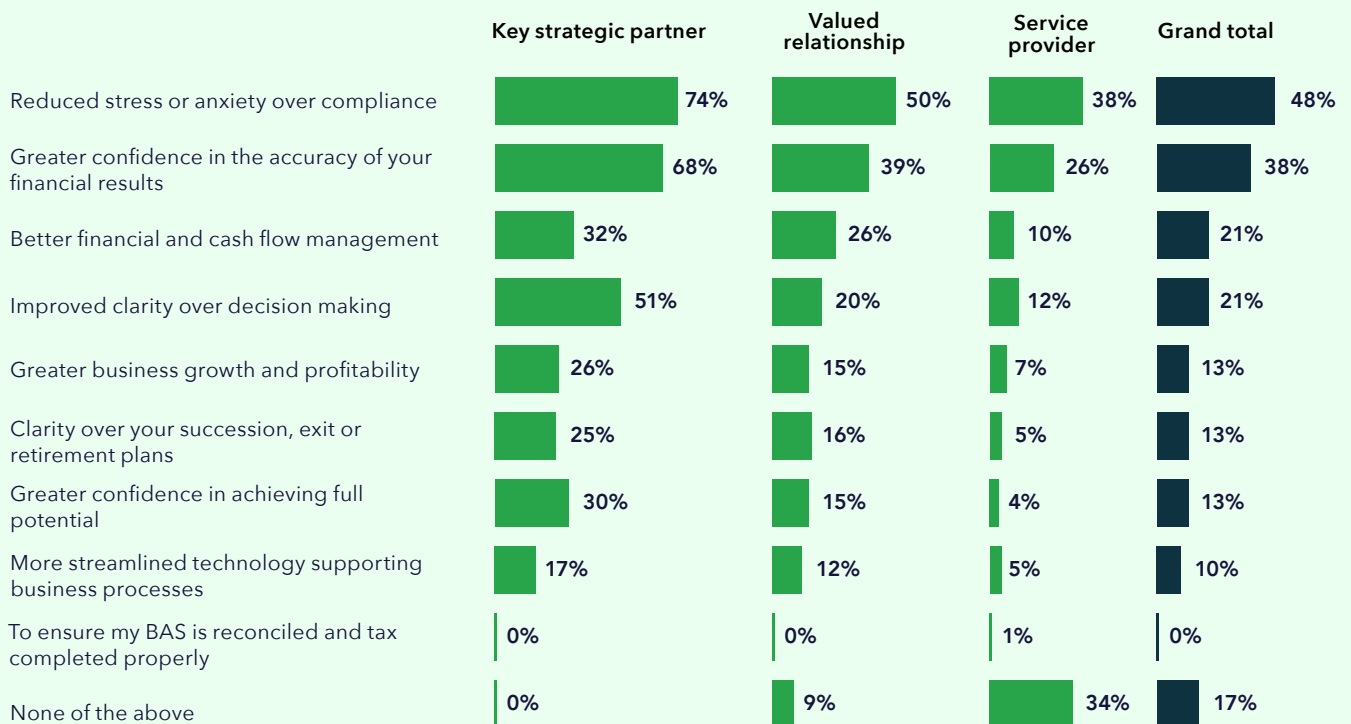 Key strategic partner
Valued
relationship
Service
provider
Grand total
Reduced stress or anxiety over compliance
74%
50%
38%
48%
Greater confidence in the accuracy of your
financial results
68%
39%
26%
38%
Better financial and cash flow management
32%
26%
10%
21%
Improved clarity over decision making
51%
20%
12%
21%
Greater business growth and profitability
26%
15%
7%
13%
Clarity over your succession, exit or
retirement plans
25%
16%
5%
13%
Greater confidence in achieving full
potential
30%
15%
4%
13%
More streamlined technology supporting
business processes
17%
12%
5%
10%
To ensure my BAS is reconciled and tax
completed properly
0%
0%
1%
0%
None of the above
0%
9%
34%
17%